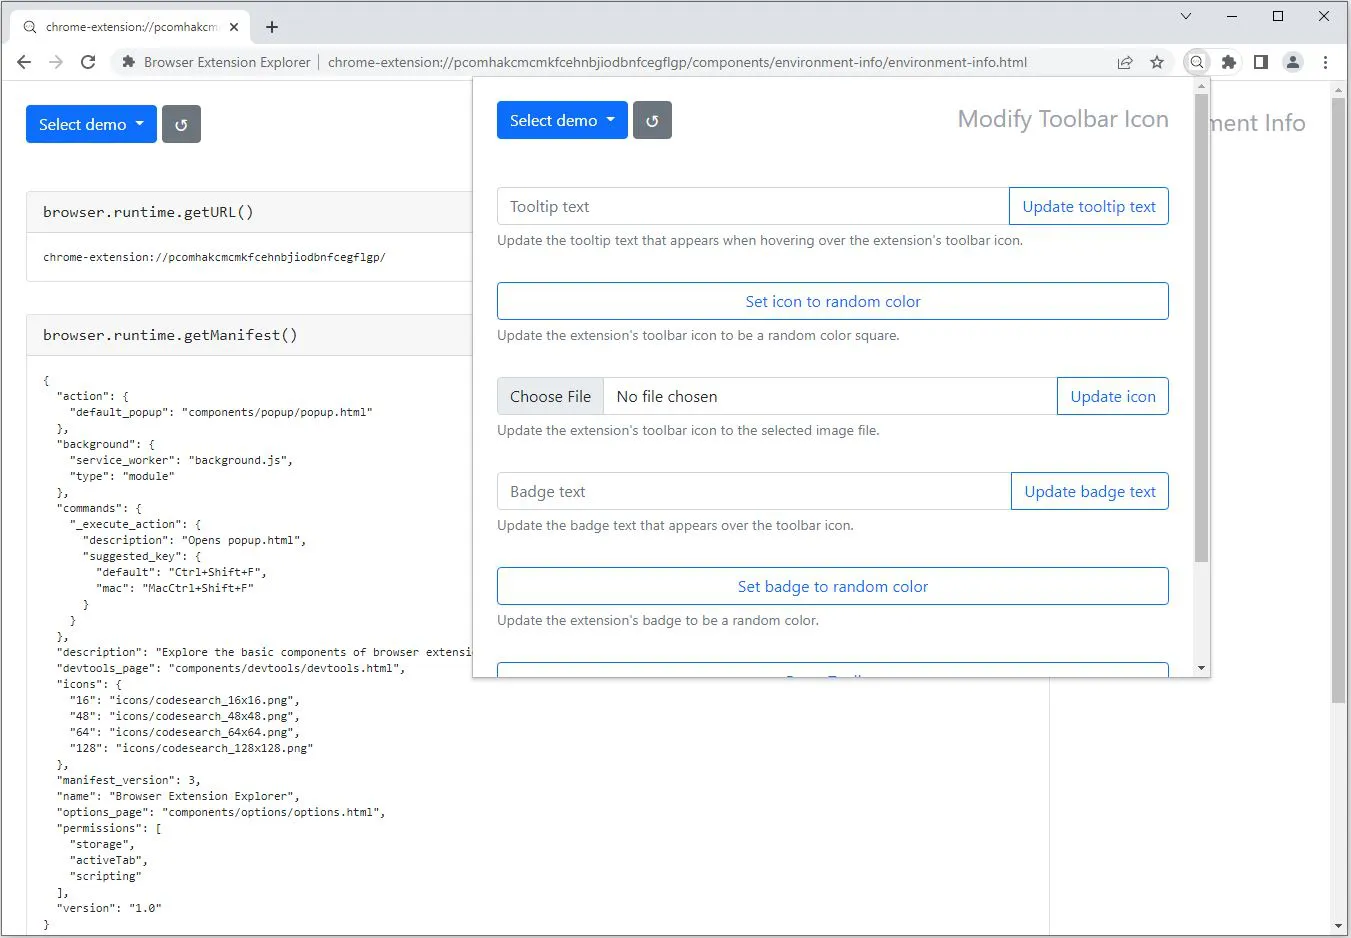 chrome-extension://pcomhakcm
Browser Extension Explorer | chrome-extension://pcomhakcmcmkfcehnbjiodbnfcegflgp/components/environment-info/environment-info.html
Select demo
ment Info
browser.runtime.getURL()
chrome-extension://pcomhakcmcmkfcehnbjiodbnfcegflgp/
browser.runtime.getManifest()
{
"action": {
"default_popup": "components/popup/popup.html"
},
"background": {
"service_worker": "background.js",
"type": "module"
},
"commands": {
"_execute_action": {
"description": "Opens popup.html",
"suggested_key": {
"default": "Ctrl+Shift+F",
"mac": "MacCtrl+Shift+F"
}
}
},
"description": "Explore the basic components of browser extensi
"devtools_page": "components/devtools/devtools.html",
"icons": {
"16": "icons/codesearch_16x16.png",
"48": "icons/codesearch_48x48.png",
"64": "icons/codesearch_64x64.png",
"128": "icons/codesearch_128x128.png"
},
"manifest_version": 3,
"name": "Browser Extension Explorer",
"options_page": "components/options/options.html",
"permissions": [
"storage",
"activeTab",
"scripting"
],
"version": "1.0"
}
Select demo
Modify Toolbar Icon
Tooltip text
Update tooltip text
Update the tooltip text that appears when hovering over the extension's toolbar icon.
Set icon to random color
Update the extension's toolbar icon to be a random color square.
Choose File
No file chosen
Update icon
Update the extension's toolbar icon to the selected image file.
Badge text
Update badge text
Update the badge text that appears over the toolbar icon.
Set badge to random color
Update the extension's badge to be a random color.